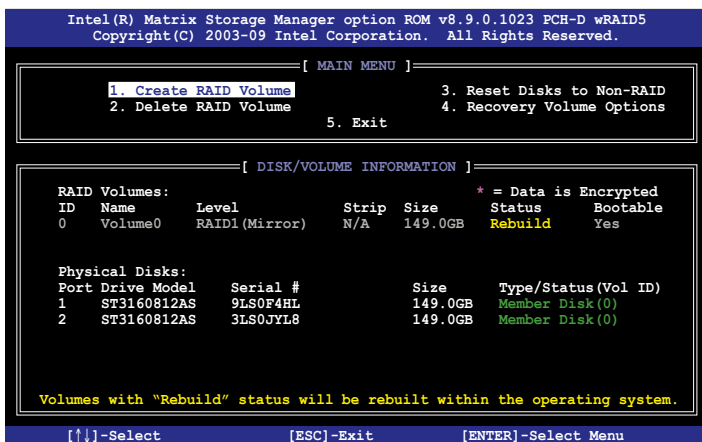 Intel(R) Matrix Storage Manager option ROM v8.9.0.1023 PCH-D wRAID5
Copyright(C) 2003-09 Intel Corporation. All Rights Reserved.
[ MAIN MENU ]
1. Create RAID Volume 3. Reset Disks to Non-RAID
2. Delete RAID Volume 4. Recovery Volume Options
5. Exit
[ DISK/VOLUME INFORMATION ]
RAID Volumes: * = Data is Encrypted
ID Name Level Strip Size Status Bootable
0 Volume0 RAID1(Mirror) N/A 149.0GB Rebuild Yes
Physical Disks:
Port Drive Model Serial # Size Type/Status(Vol ID)
1 ST3160812AS 9LS0F4HL 149.0GB Member Disk(0)
2 ST3160812AS 3LS0JYL8 149.0GB Member Disk(0)
Volumes with “Rebuild” status will be rebuilt within the operating system.
[↑↓]-Select [ESC]-Exit [ENTER]-Select Menu